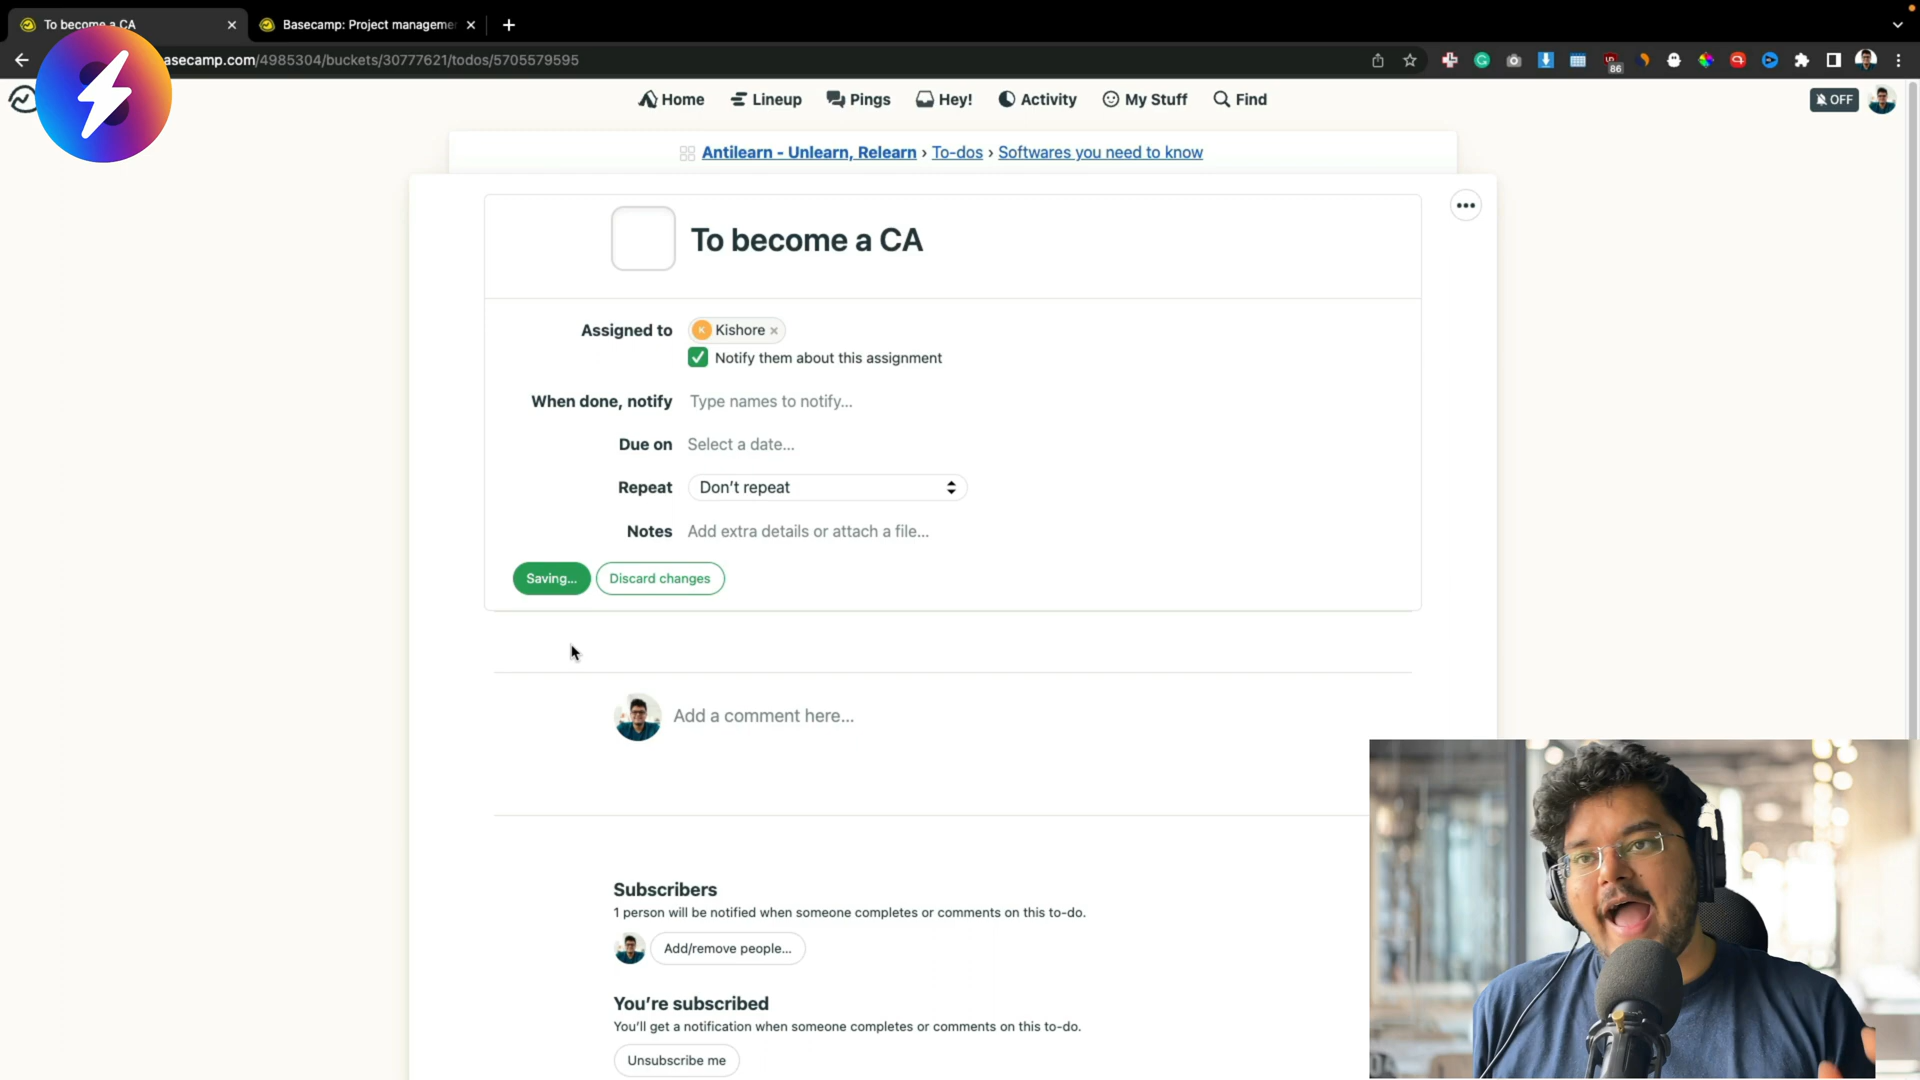 To become a CA
Basecamp: Project manageme
asecamp.com/4985304/buckets/30777621/todos/5705579595
86
Home
Lineup
Pings
Hey!
Activity
My Stuff
Find
OFF
Antilearn - Unlearn, Relearn › To-dos › Softwares you need to know
To become a CA
Assigned to
K Kishore ×
Notify them about this assignment
When done, notify
Type names to notify...
Due on
Select a date...
Repeat
Don't repeat
Notes
Add extra details or attach a file...
Saving...
Discard changes
Add a comment here...
Subscribers
1 person will be notified when someone completes or comments on this to-do.
Add/remove people...
You're subscribed
You'll get a notification when someone completes or comments on this to-do.
Unsubscribe me